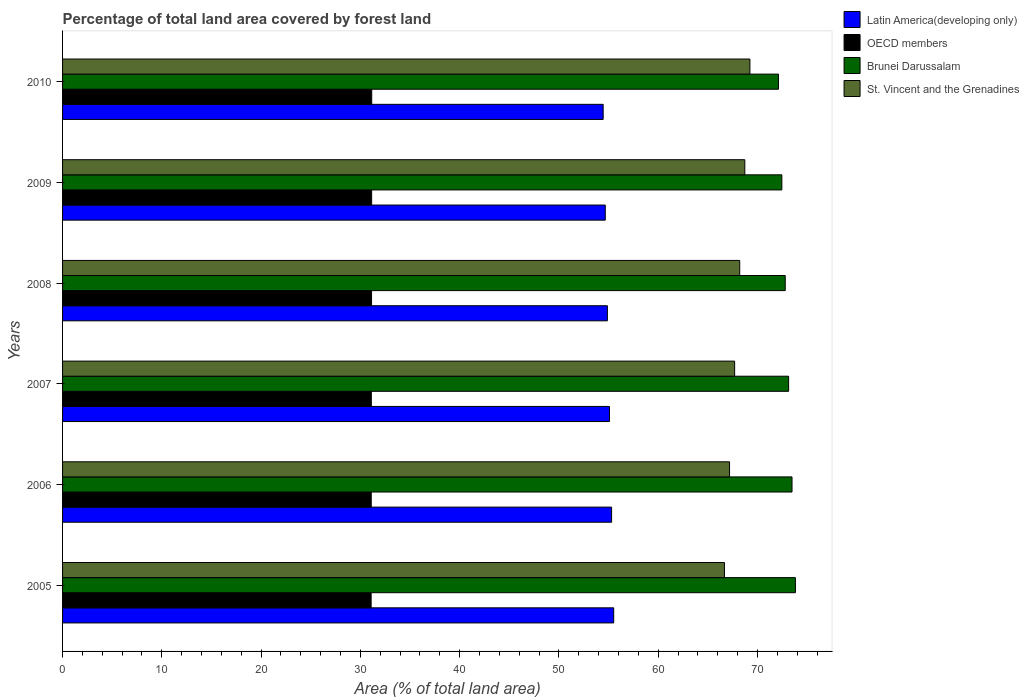 Percentage of total land area covered by forest land
Latin America(developing only)
OECD members
Brunei Darussalam
St. Vincent and the Grenadines
2010
2009
2008
2007
2006
2005
Years
0
10
20
30
40
50
60
70
Area (% of total land area)